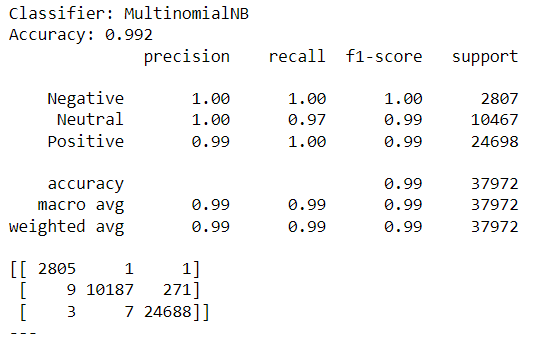 Classifier: MultinomialNB
Accuracy: 0.992
precision recall f1-score support
Negative 1.00 1.00 1.00 2807
Neutral 1.00 0.97 0.99 10467
Positive 0.99 1.00 0.99 24698
accuracy 0.99 37972
macro avg 0.99 0.99 0.99 37972
weighted avg 0.99 0.99 0.99 37972
[[ 2805 1 1]
[ 9 10187 271]
[ 3 7 24688]]
---